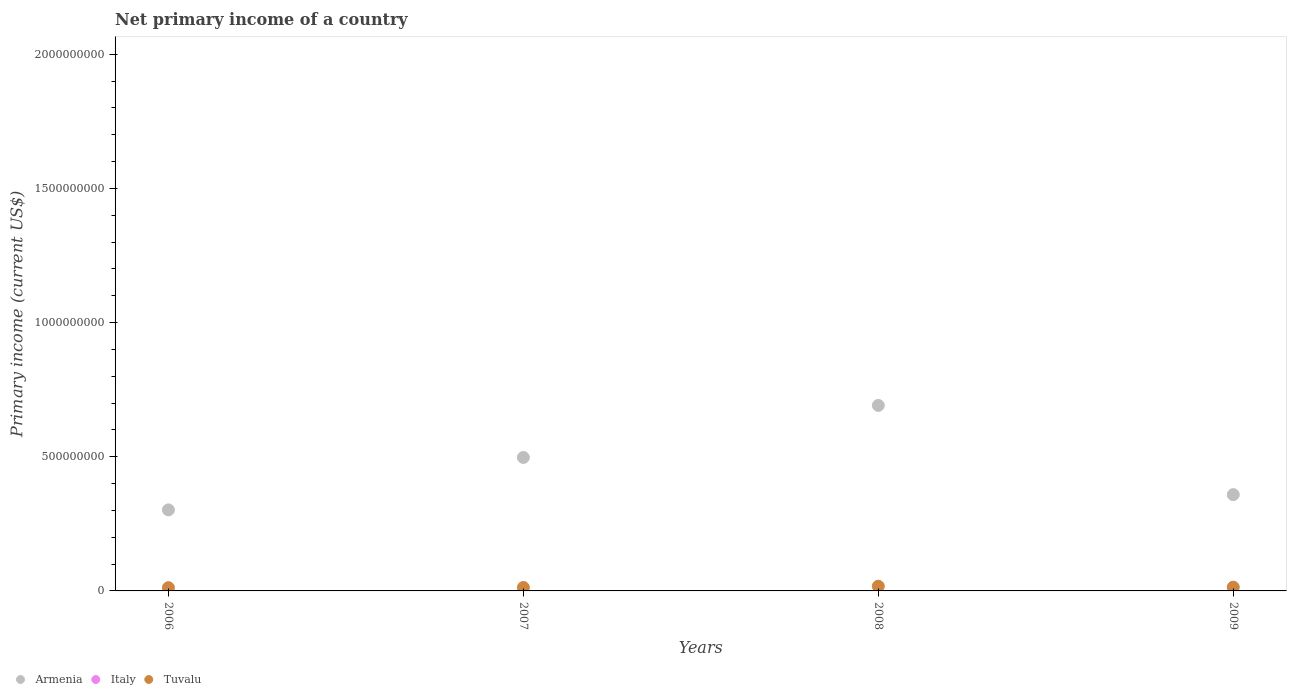 Net primary income of a country
Primary income (current US$)
2000000000
1500000000
1000000000
500000000
0
2006
2007
2008
2009
Years
Armenia
Italy
Tuvalu